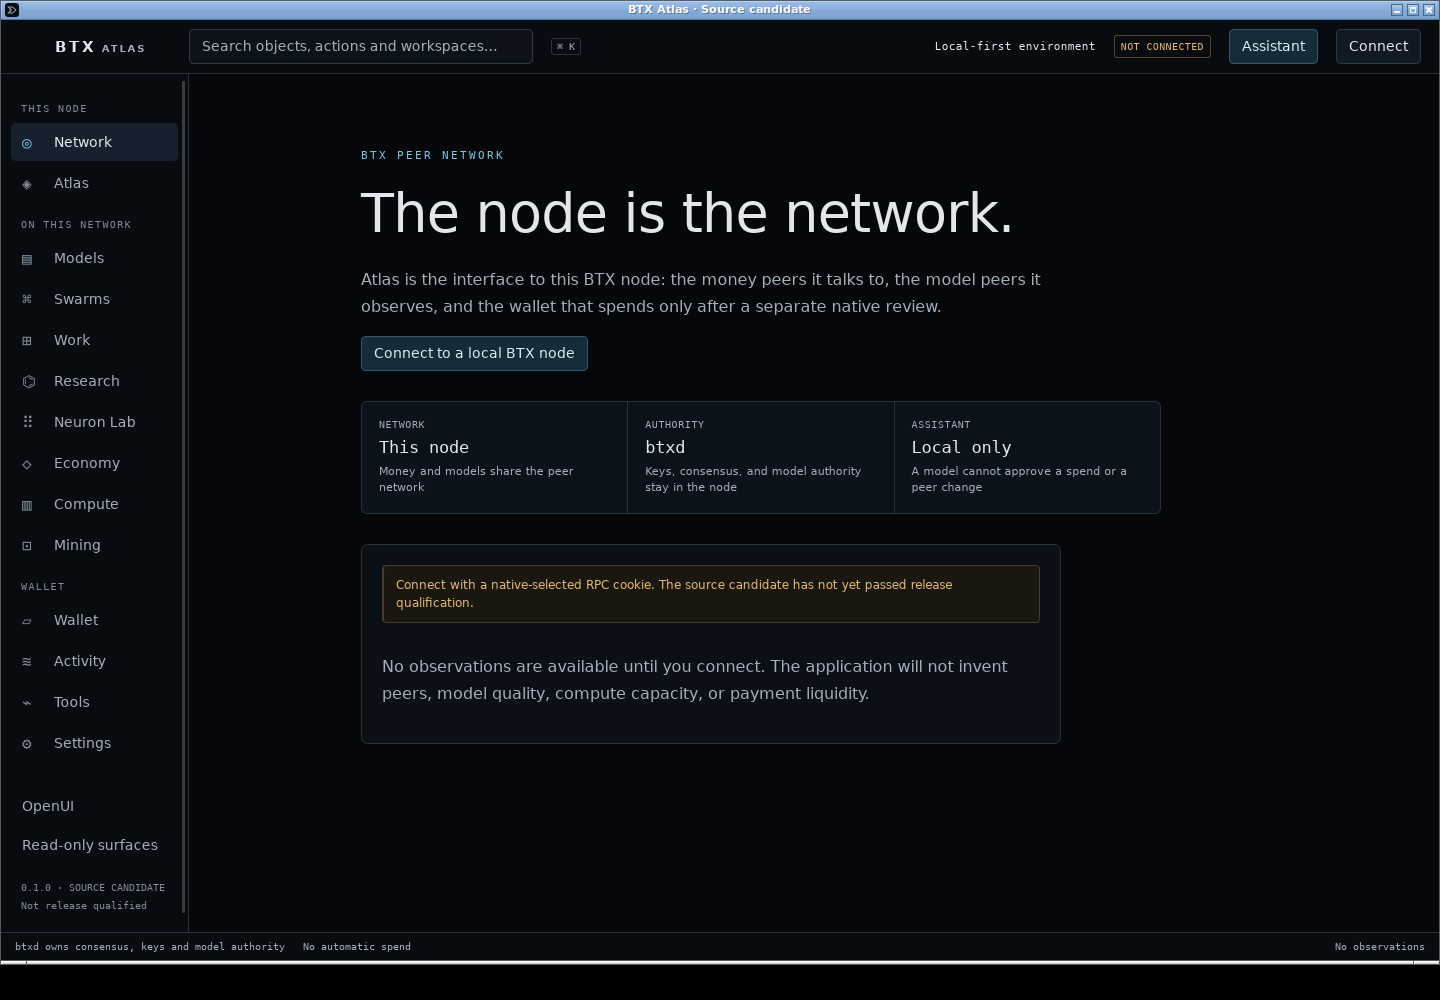 BTX Atlas · Source candidate
BTX ATLAS
Search objects, actions and workspaces...
⌘ K
Local-first environment
NOT CONNECTED
Assistant
Connect
THIS NODE
Network
Atlas
ON THIS NETWORK
Models
Swarms
Work
Research
Neuron Lab
Economy
Compute
Mining
WALLET
Wallet
Activity
Tools
Settings
OpenUI
Read-only surfaces
0.1.0 · SOURCE CANDIDATE
Not release qualified
BTX PEER NETWORK
The node is the network.
Atlas is the interface to this BTX node: the money peers it talks to, the model peers it
observes, and the wallet that spends only after a separate native review.
Connect to a local BTX node
NETWORK
This node
Money and models share the peer
network
AUTHORITY
btxd
Keys, consensus, and model authority
stay in the node
ASSISTANT
Local only
A model cannot approve a spend or a
peer change
Connect with a native-selected RPC cookie. The source candidate has not yet passed release
qualification.
No observations are available until you connect. The application will not invent
peers, model quality, compute capacity, or payment liquidity.
btxd owns consensus, keys and model authority
No automatic spend
No observations